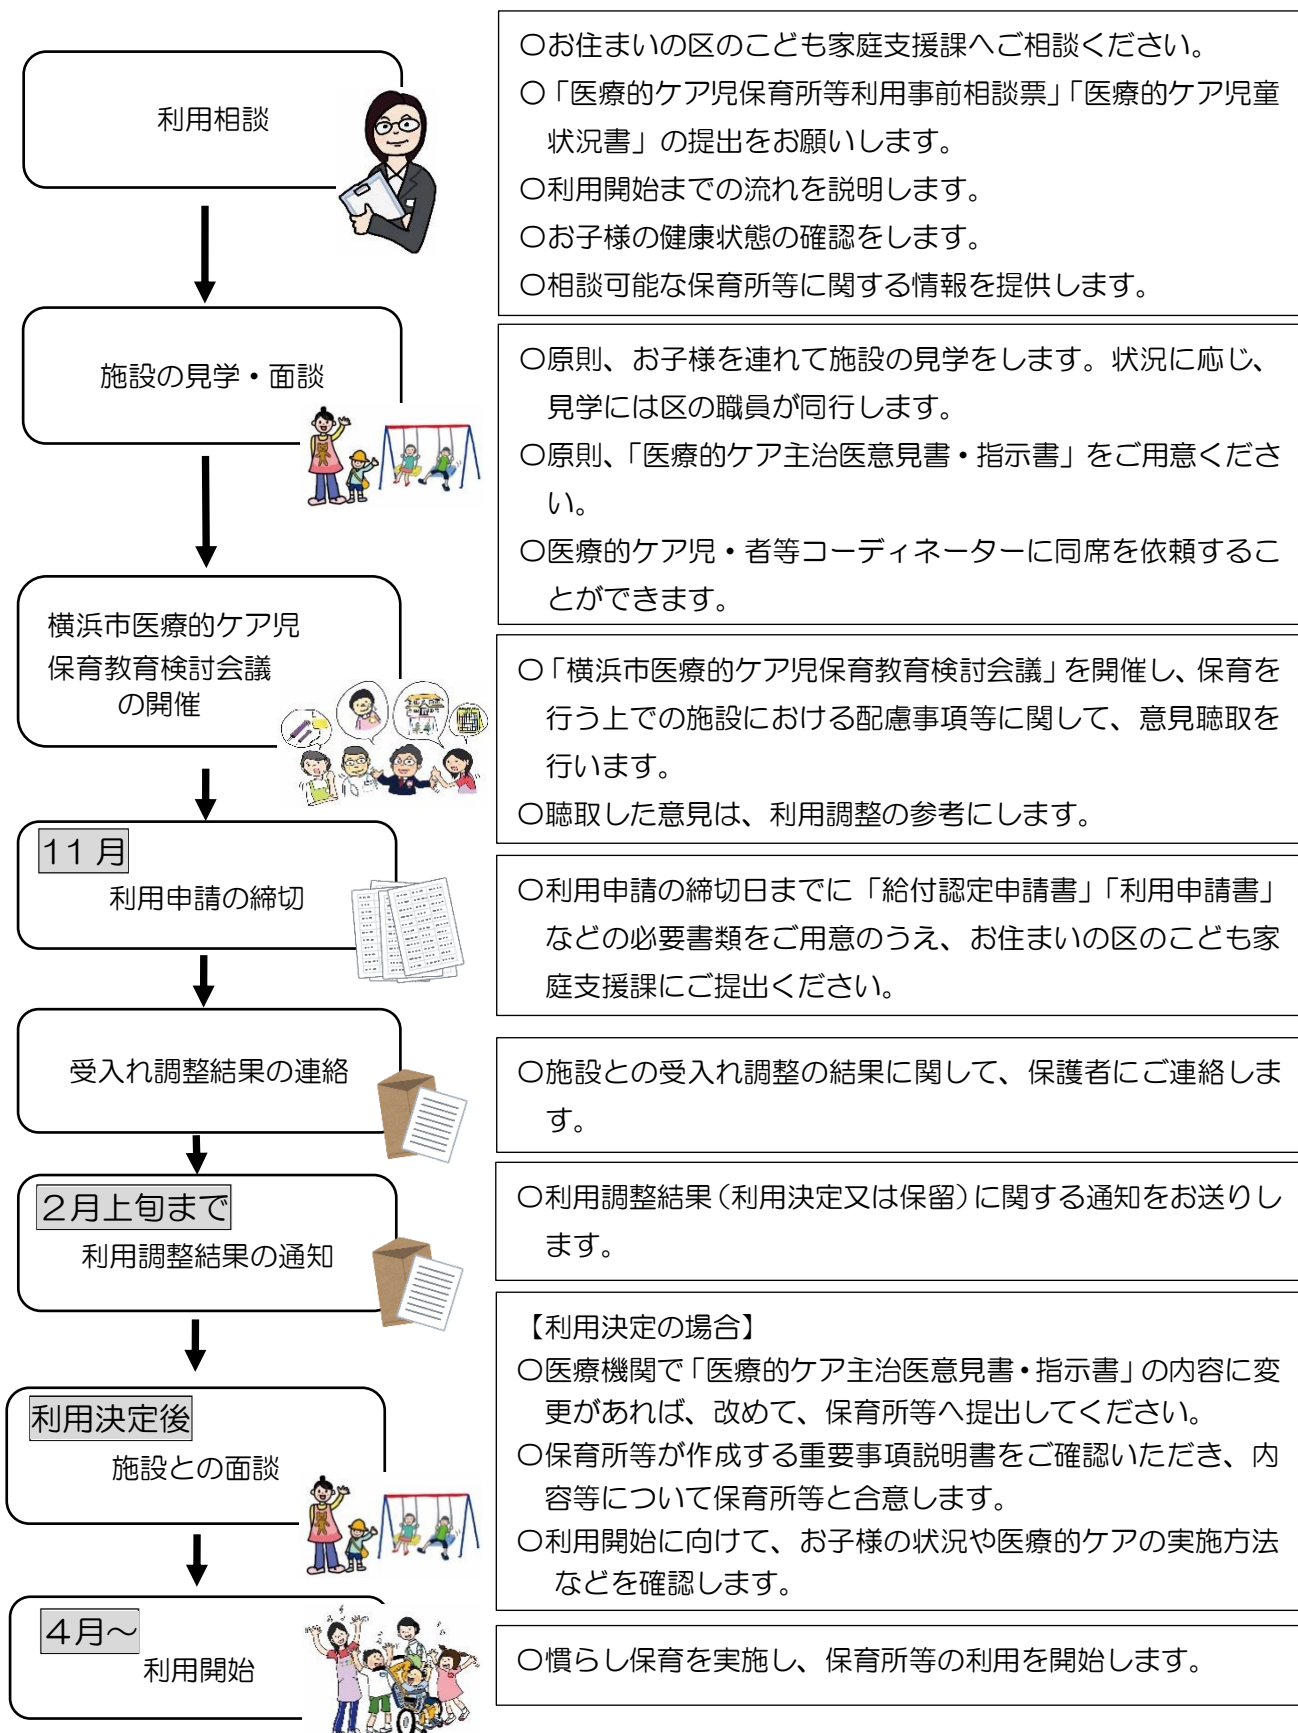 利用相談
〇お住まいの区のこども家庭支援課へご相談ください。
〇「医療的ケア児保育所等利用事前相談票」「医療的ケア児童
状況書」の提出をお願いします。
〇利用開始までの流れを説明します。
〇お子様の健康状態の確認をします。
〇相談可能な保育所等に関する情報を提供します。
施設の見学・面談
〇原則、お子様を連れて施設の見学をします。状況に応じ、
見学には区の職員が同行します。
〇原則、「医療的ケア主治医意見書・指示書」をご用意くださ
い。
〇医療的ケア児・者等コーディネーターに同席を依頼するこ
とができます。
横浜市医療的ケア児
保育教育検討会議
の開催
〇「横浜市医療的ケア児保育教育検討会議」を開催し、保育を
行う上での施設における配慮事項等に関して、意見聴取を
行います。
〇聴取した意見は、利用調整の参考にします。
11月
利用申請の締切
〇利用申請の締切日までに「給付認定申請書」「利用申請書」
などの必要書類をご用意のうえ、お住まいの区のこども家
庭支援課にご提出ください。
受入れ調整結果の連絡
〇施設との受入れ調整の結果に関して、保護者にご連絡しま
す。
2月上旬まで
利用調整結果の通知
〇利用調整結果(利用決定又は保留)に関する通知をお送りし
ます。
利用決定後
施設との面談
【利用決定の場合】
〇医療機関で「医療的ケア主治医意見書・指示書」の内容に変
更があれば、改めて、保育所等へ提出してください。
〇保育所等が作成する重要事項説明書をご確認いただき、内
容等について保育所等と合意します。
〇利用開始に向けて、お子様の状況や医療的ケアの実施方法
などを確認します。
4月~
利用開始
〇慣らし保育を実施し、保育所等の利用を開始します。